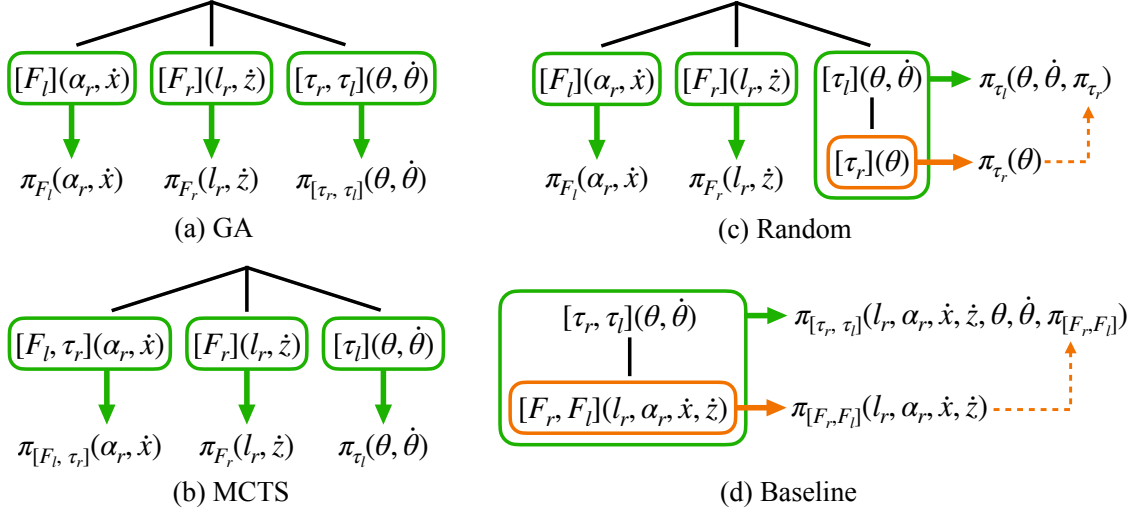 [F_l](α_r, ẋ) [F_r](l_r, ż) [τ_r, τ_l](θ, θ̇)
π_{F_l}(α_r, ẋ) π_{F_r}(l_r, ż) π_{[τ_r, τ_l]}(θ, θ̇)
(a) GA
[F_l](α_r, ẋ) [F_r](l_r, ż) [τ_l](θ, θ̇) π_{τ_l}(θ, θ̇, π_{τ_r})
[τ_r](θ) π_{τ_r}(θ)
π_{F_l}(α_r, ẋ) π_{F_r}(l_r, ż)
(c) Random
[F_l, τ_r](α_r, ẋ) [F_r](l_r, ż) [τ_l](θ, θ̇)
π_{[F_l, τ_r]}(α_r, ẋ) π_{F_r}(l_r, ż) π_{τ_l}(θ, θ̇)
(b) MCTS
[τ_r, τ_l](θ, θ̇) π_{[τ_r, τ_l]}(l_r, α_r, ẋ, ż, θ, θ̇, π_{[F_r,F_l]})
[F_r, F_l](l_r, α_r, ẋ, ż) π_{[F_r,F_l]}(l_r, α_r, ẋ, ż)
(d) Baseline